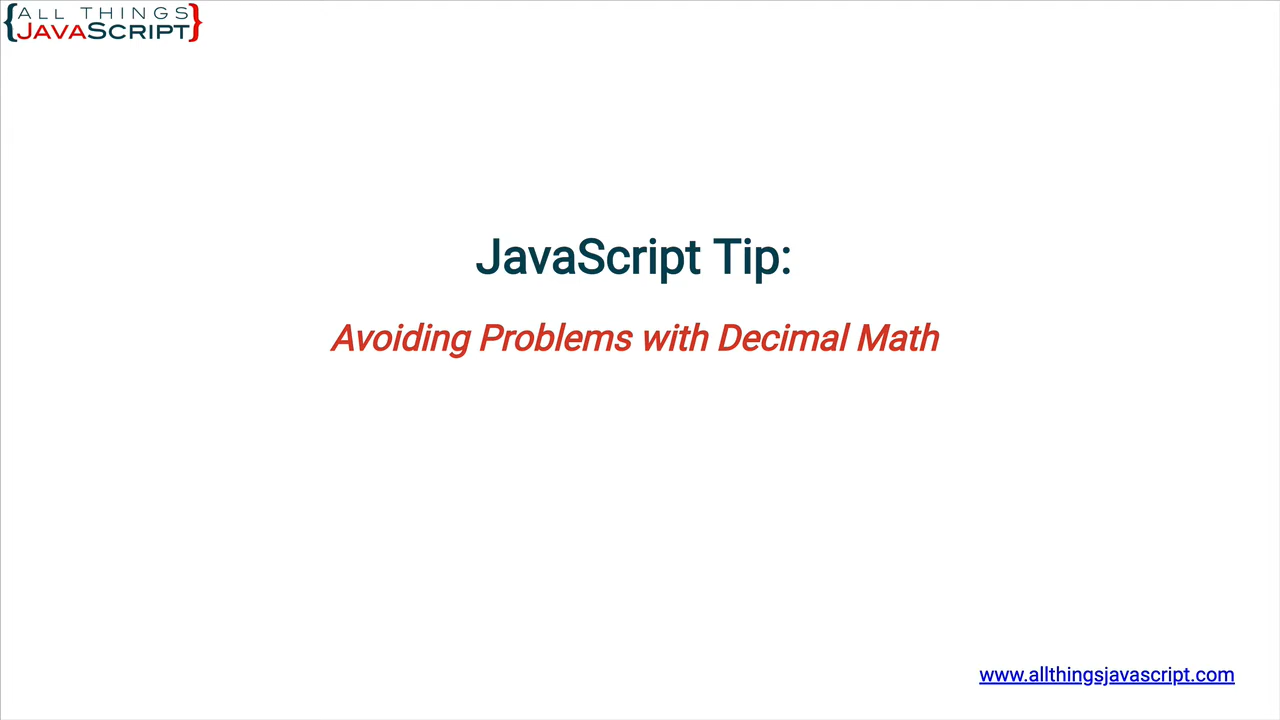 {ALL THINGS
JAVASCRIPT}
JavaScript Tip:
Avoiding Problems with Decimal Math
www.allthingsjavascript.com